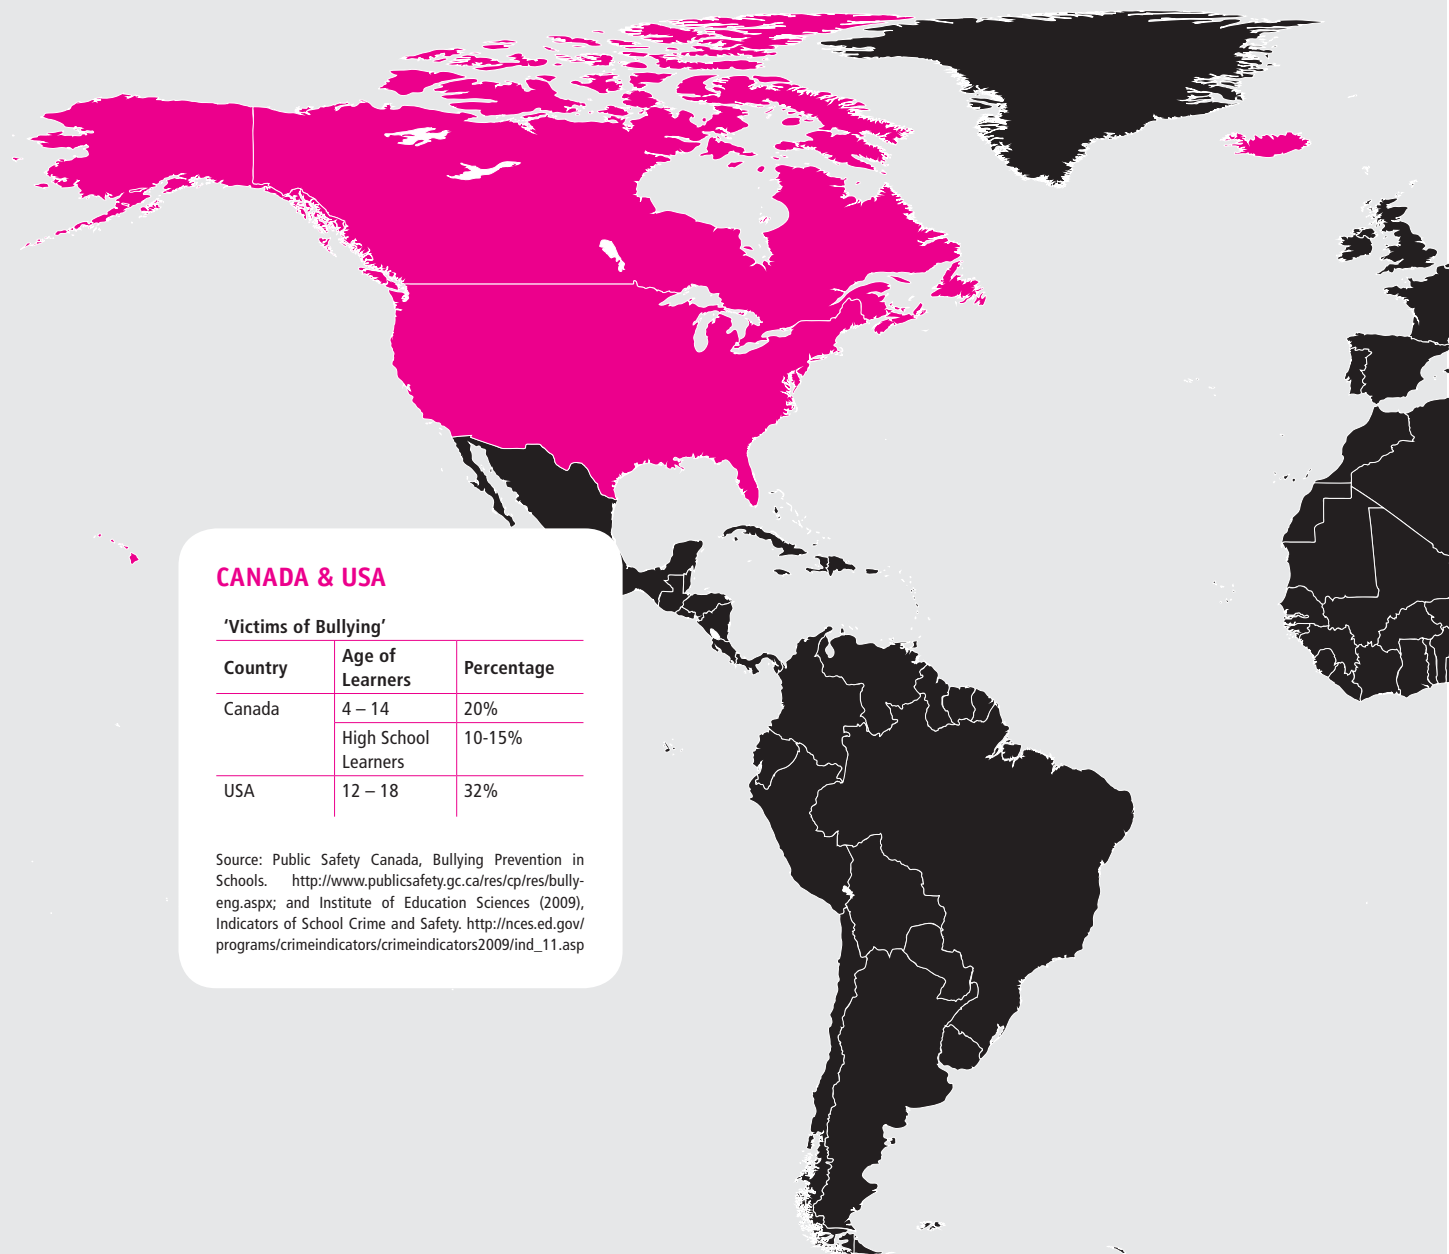 CANADA & USA
‘Victims of Bullying’
Country Age of Learners Percentage
Canada 4 – 14 20%
High School Learners 10-15%
USA 12 – 18 32%
Source: Public Safety Canada, Bullying Prevention in
Schools. http://www.publicsafety.gc.ca/res/cp/res/bully-
eng.aspx; and Institute of Education Sciences (2009),
Indicators of School Crime and Safety. http://nces.ed.gov/
programs/crimeindicators/crimeindicators2009/ind_11.asp